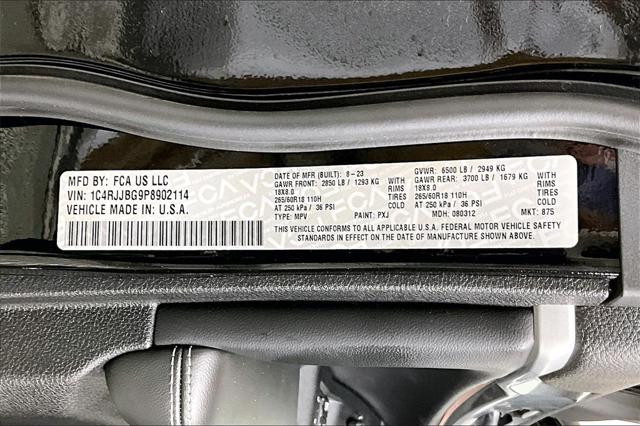 MFD BY: FCA US LLC
VIN: 1C4RJJBG9P8902114
VEHICLE MADE IN: U.S.A.
DATE OF MFR (BUILT): 8-23
GAWR FRONT: 2850 LB / 1293 KG
18X8.0
265/60R18 110H
AT 250 kPa / 36 PSI
TYPE: MPV
PAINT: PXJ
TIRES
RIMS
COLD
GVWR: 6500 LB / 2949 KG
GAWR REAR: 3700 LB / 1679 KG
18X8.0
265/60R18 110H
AT 250 kPa / 36 PSI
MDH: 080312
TIRES
RIMS
COLD
MKT: 875
THIS VEHICLE CONFORMS TO ALL APPLICABLE U.S.A. FEDERAL MOTOR VEHICLE SAFETY
STANDARDS IN EFFECT ON THE DATE OF MANUFACTURE SHOWN ABOVE.